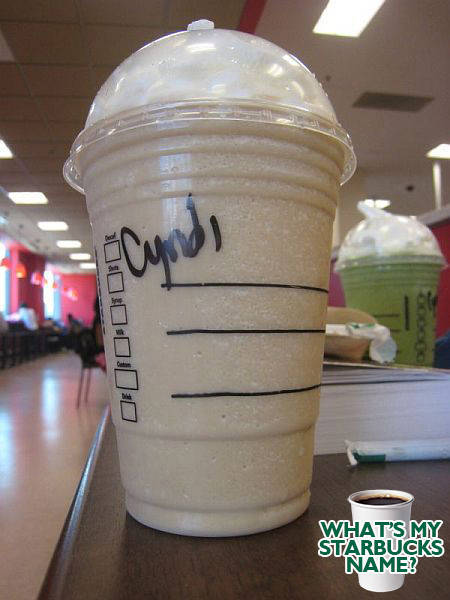 Cyndi
Decaf
Shots
Syrup
Milk
Custom
Drink
WHAT'S MY
STARBUCKS
NAME?